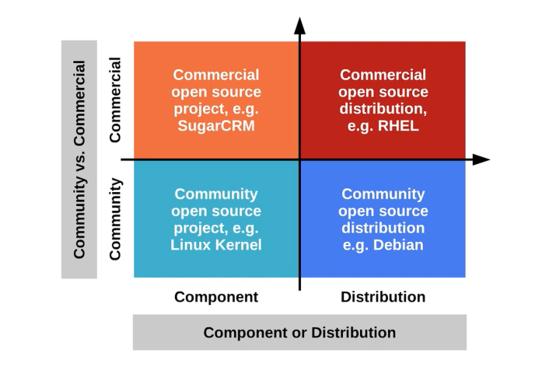 Community vs. Commercial
Commercial
Commercial
open source
project, e.g.
SugarCRM
Commercial
open source
distribution,
e.g. RHEL
Community
Community
open source
project, e.g.
Linux Kernel
Community
open source
distribution
e.g. Debian
Component
Distribution
Component or Distribution